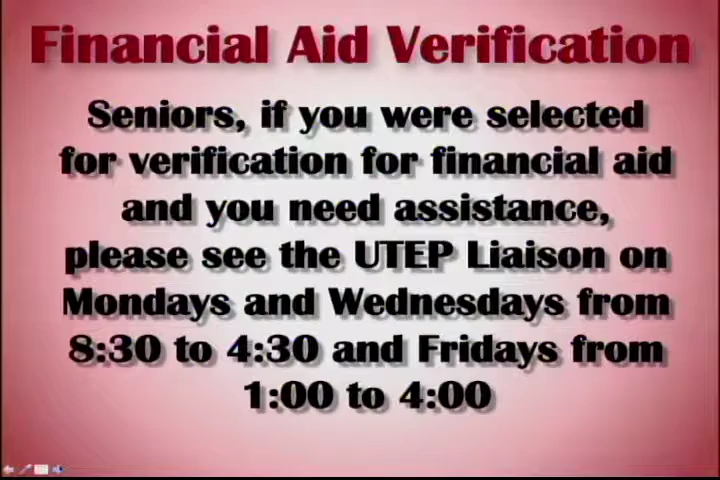 Financial Aid Verification
Seniors, if you were selected
for verification for financial aid
and you need assistance,
please see the UTEP Liaison on
Mondays and Wednesdays from
8:30 to 4:30 and Fridays from
1:00 to 4:00